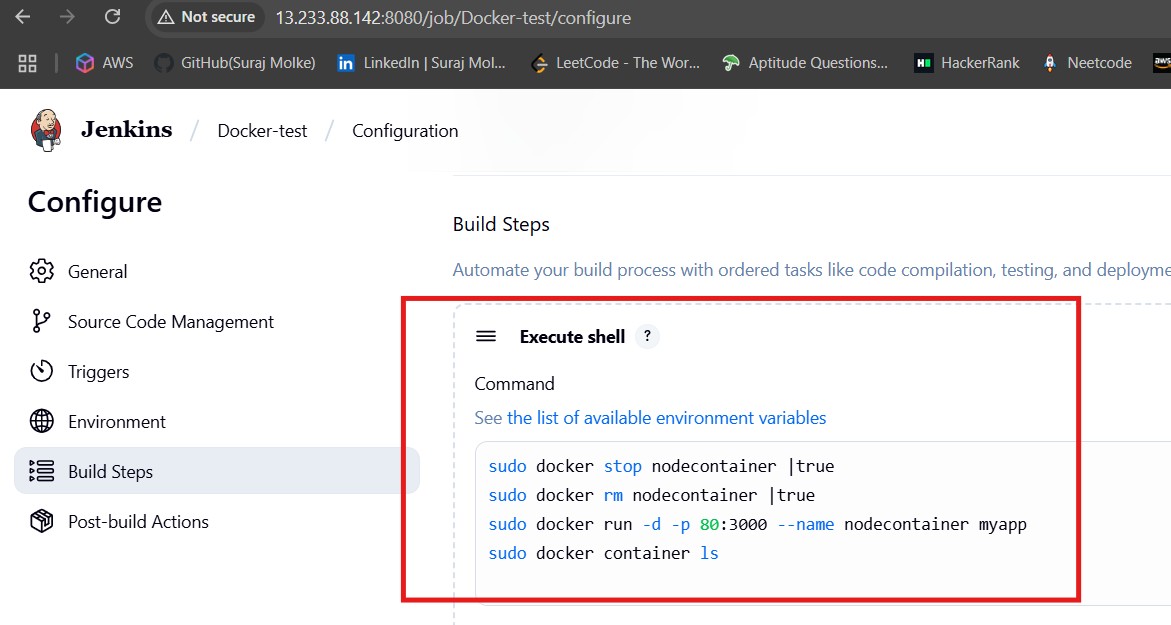 Not secure 13.233.88.142:8080/job/Docker-test/configure
AWS GitHub(Suraj Molke) LinkedIn | Suraj Mol... LeetCode - The Wor... Aptitude Questions... HackerRank Neetcode aws
Jenkins / Docker-test / Configuration
Configure
General
Source Code Management
Triggers
Environment
Build Steps
Post-build Actions
Build Steps
Automate your build process with ordered tasks like code compilation, testing, and deployme
Execute shell ?
Command
See the list of available environment variables
sudo docker stop nodecontainer |true
sudo docker rm nodecontainer |true
sudo docker run -d -p 80:3000 --name nodecontainer myapp
sudo docker container ls